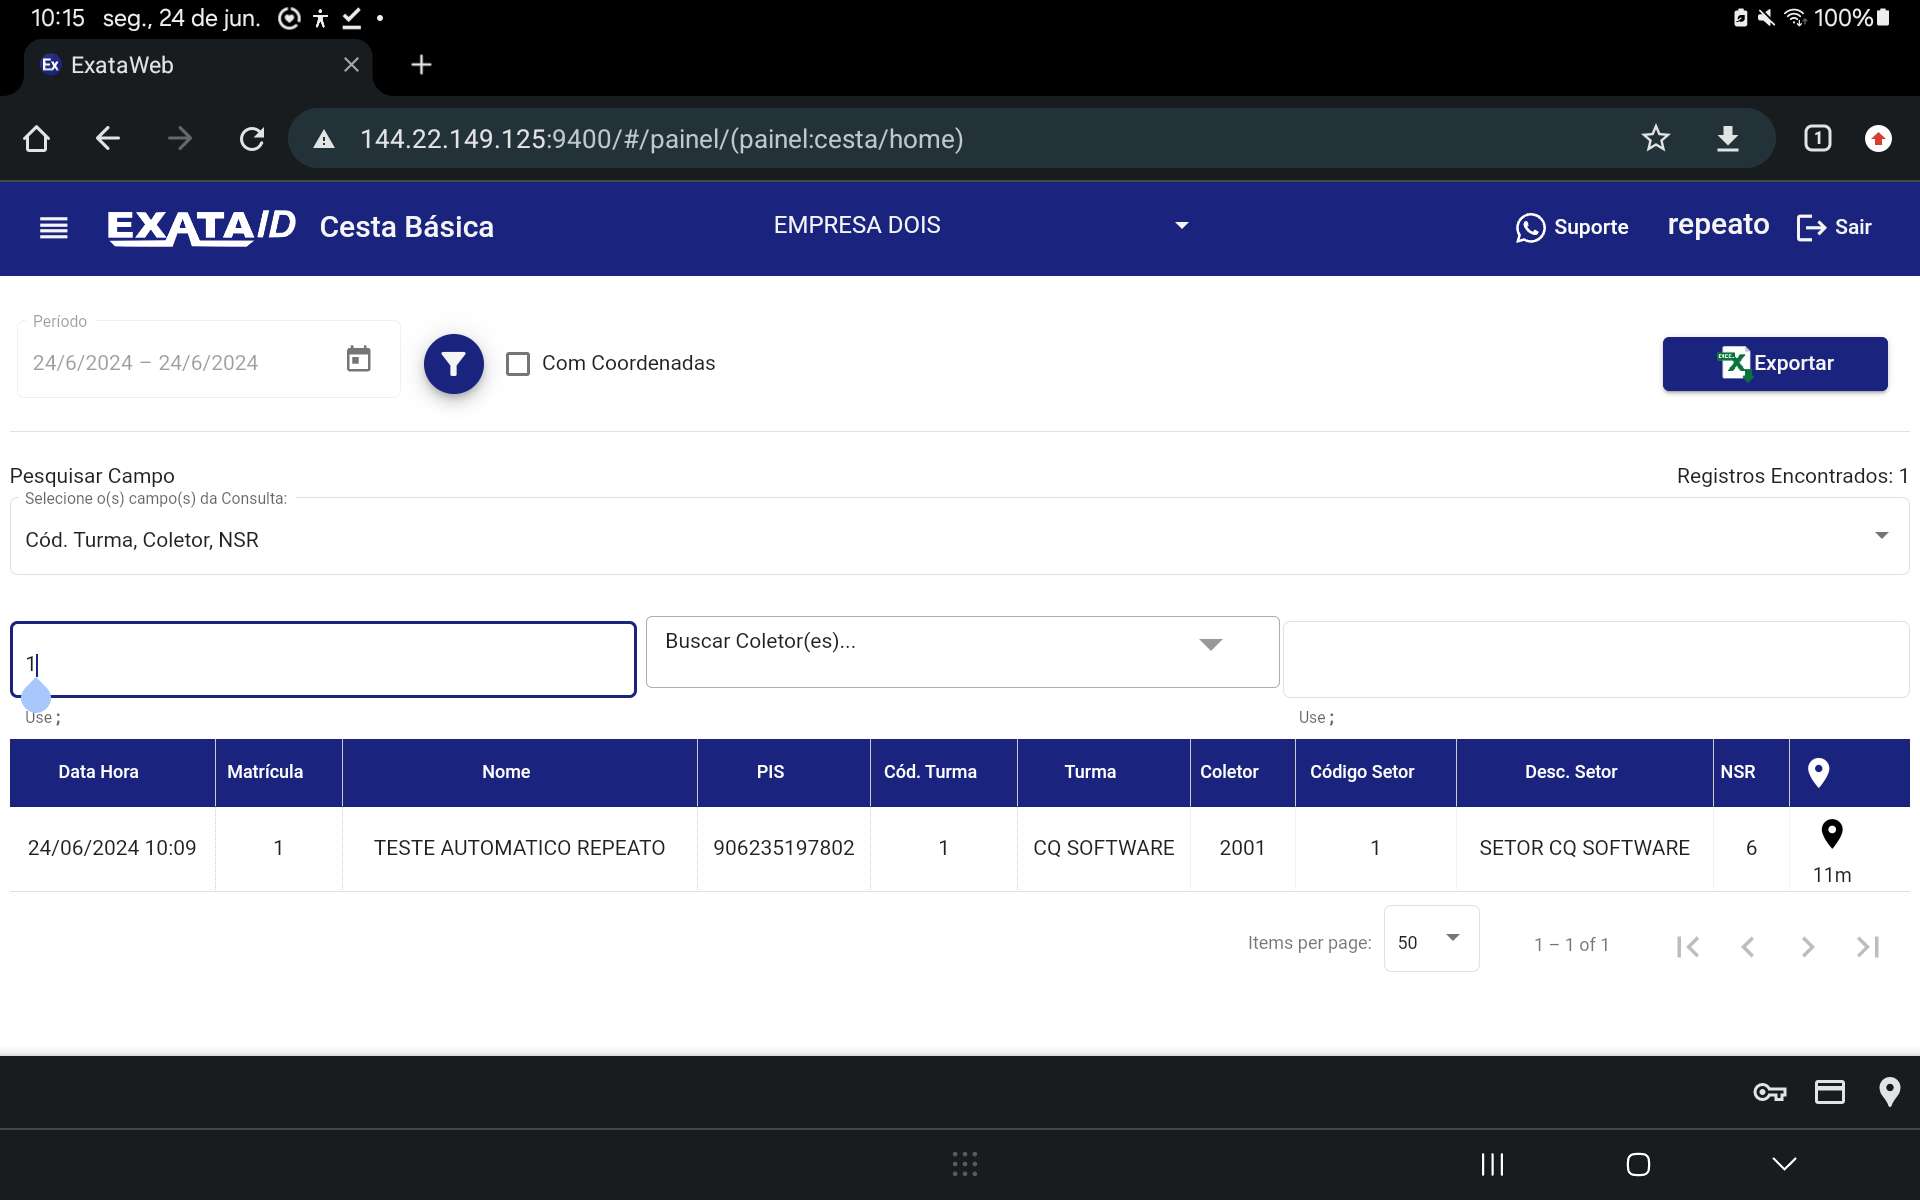 10:15 seg., 24 de jun. 100%
Ex ExataWeb
144.22.149.125:9400/#/painel/(painel:cesta/home) 1
EXATAID Cesta Básica EMPRESA DOIS Suporte repeato Sair
Período
24/6/2024 – 24/6/2024 Com Coordenadas Exportar
Pesquisar Campo Registros Encontrados: 1
Selecione o(s) campo(s) da Consulta:
Cód. Turma, Coletor, NSR
1 Buscar Coletor(es)...
Use ; Use ;
Data Hora Matrícula Nome PIS Cód. Turma Turma Coletor Código Setor Desc. Setor NSR
24/06/2024 10:09 1 TESTE AUTOMATICO REPEATO 906235197802 1 CQ SOFTWARE 2001 1 SETOR CQ SOFTWARE 6
11m
Items per page: 50 1 – 1 of 1